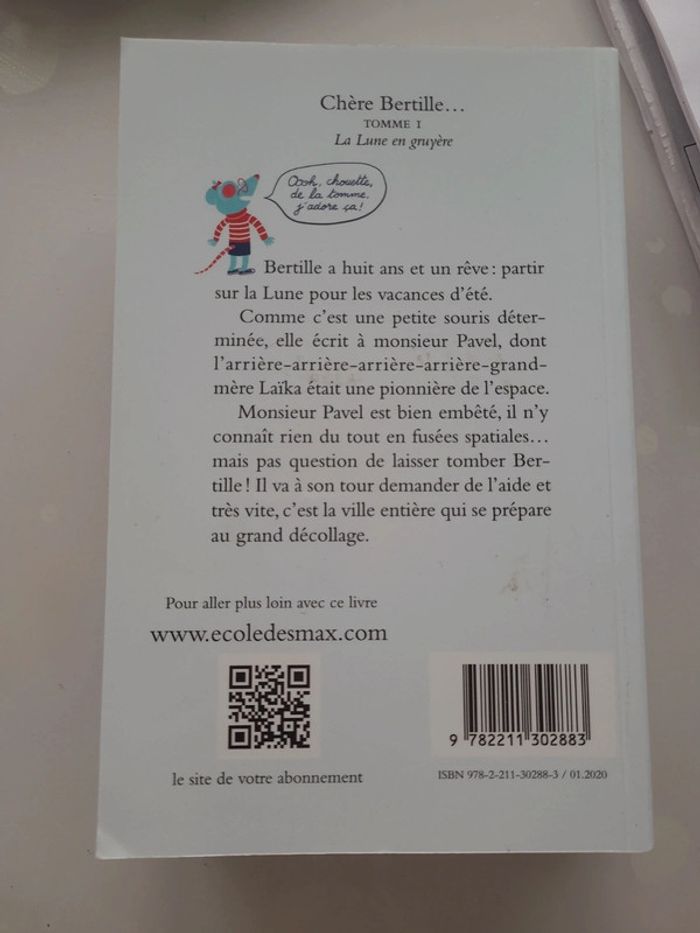 Chère Bertille...
TOMME I
La Lune en gruyère
Oooh, chouette,
de la tomme,
j'adore ça!
Bertille a huit ans et un rêve : partir
sur la Lune pour les vacances d'été.
Comme c'est une petite souris déter-
minée, elle écrit à monsieur Pavel, dont
l'arrière-arrière-arrière-arrière-grand-
mère Laïka était une pionnière de l'espace.
Monsieur Pavel est bien embêté, il n'y
connaît rien du tout en fusées spatiales...
mais pas question de laisser tomber Ber-
tille ! Il va à son tour demander de l'aide et
très vite, c'est la ville entière qui se prépare
au grand décollage.
Pour aller plus loin avec ce livre
www.ecoledesmax.com
le site de votre abonnement
9 782211 302883
ISBN 978-2-211-30288-3 / 01.2020